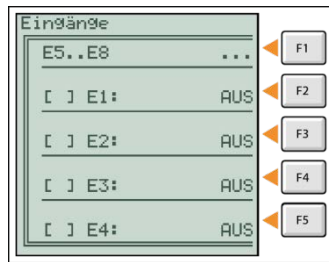 Eingänge
E5..E8 ... F1
[ ] E1: AUS F2
[ ] E2: AUS F3
[ ] E3: AUS F4
[ ] E4: AUS F5